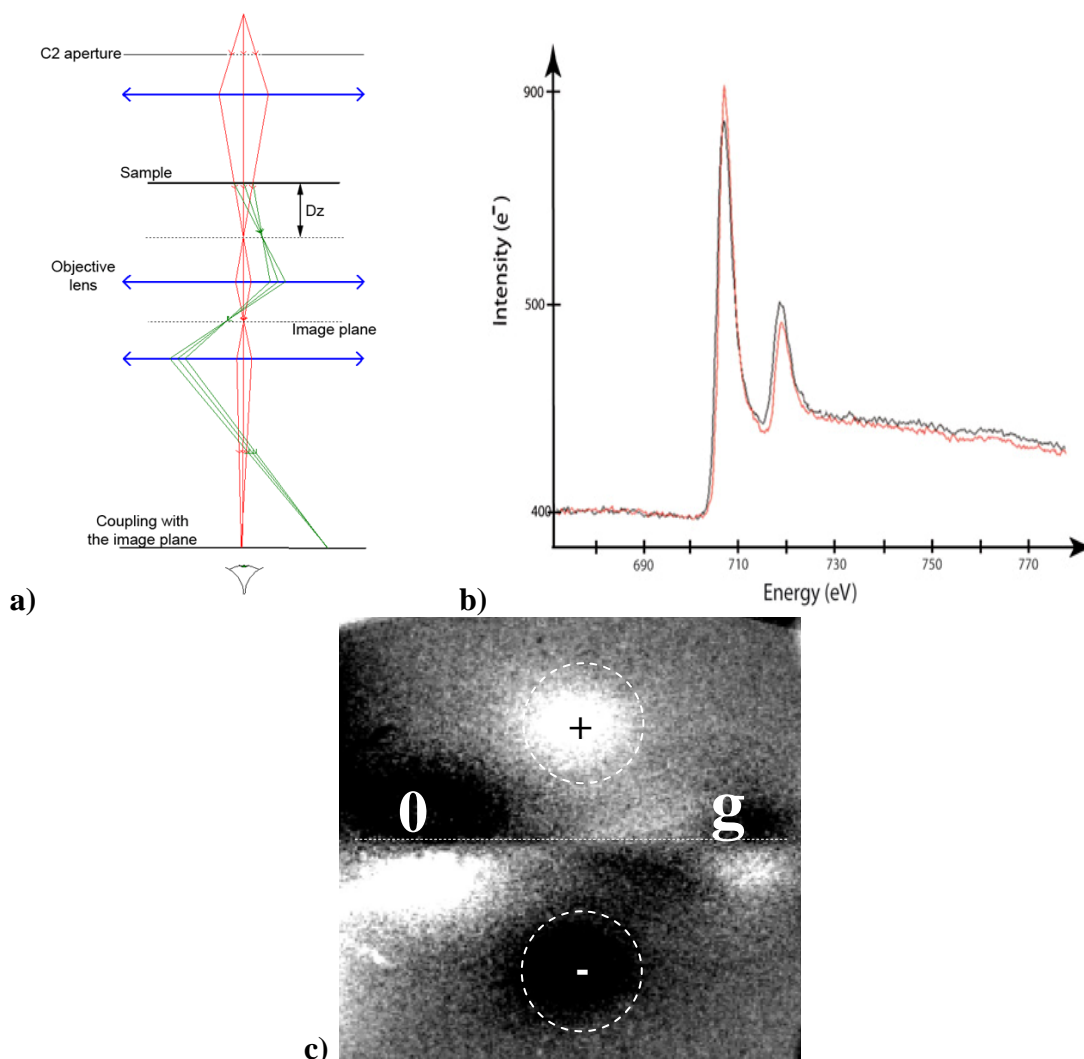 C2 aperture
Sample
Dz
Objective
lens
Image plane
Coupling with
the image plane
a)
Intensity (e⁻)
900
500
400
690
710
730
750
770
Energy (eV)
b)
+
0
g
-
c)